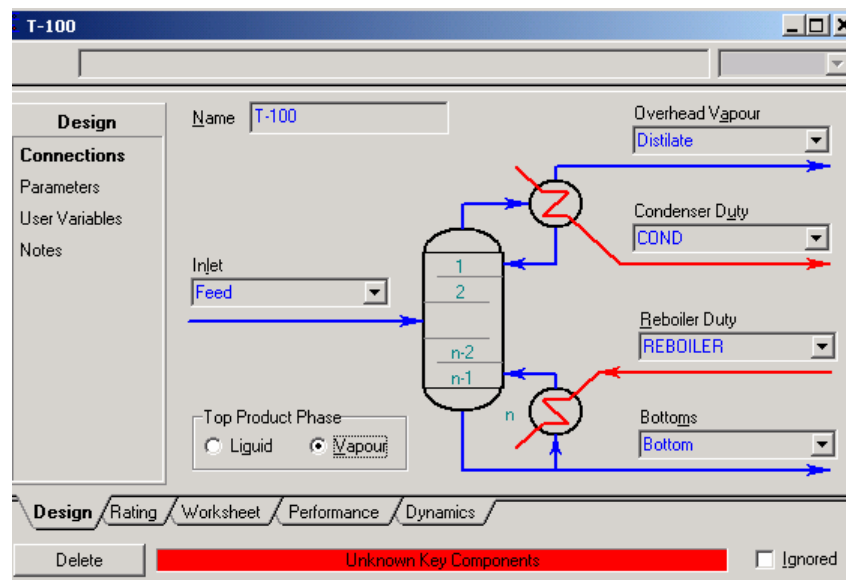 T-100
Design
Connections
Parameters
User Variables
Notes
Name T-100
Inlet
Feed
Top Product Phase
Liguid Vapour
1
2
n-2
n-1
n
Overhead Vapour
Distilate
Condenser Duty
COND
Reboiler Duty
REBOILER
Bottoms
Bottom
Design Rating Worksheet Performance Dynamics
Delete Unknown Key Components Ignored